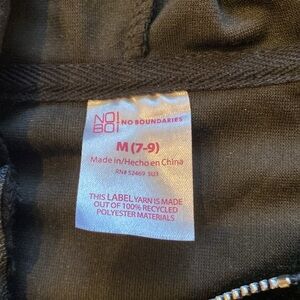 NO!
BO!
NO BOUNDARIES
M (7-9)
Made in/Hecho en China
RN# 52469 SU3
THIS LABEL YARN IS MADE
OUT OF 100% RECYCLED
POLYESTER MATERIALS